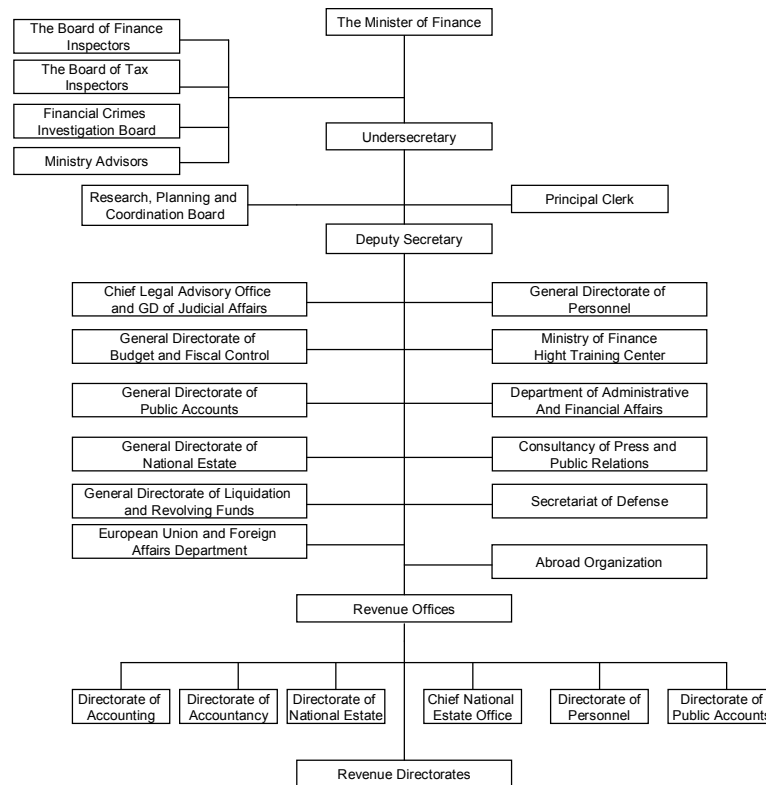 The Minister of Finance
The Board of Finance
Inspectors
The Board of Tax
Inspectors
Financial Crimes
Investigation Board
Ministry Advisors
Undersecretary
Research, Planning and
Coordination Board
Principal Clerk
Deputy Secretary
Chief Legal Advisory Office
and GD of Judicial Affairs
General Directorate of
Personnel
General Directorate of
Budget and Fiscal Control
Ministry of Finance
Hight Training Center
General Directorate of
Public Accounts
Department of Administrative
And Financial Affairs
General Directorate of
National Estate
Consultancy of Press and
Public Relations
General Directorate of Liquidation
and Revolving Funds
Secretariat of Defense
European Union and Foreign
Affairs Department
Abroad Organization
Revenue Offices
Directorate of
Accounting
Directorate of
Accountancy
Directorate of
National Estate
Chief National
Estate Office
Directorate of
Personnel
Directorate of
Public Accounts
Revenue Directorates